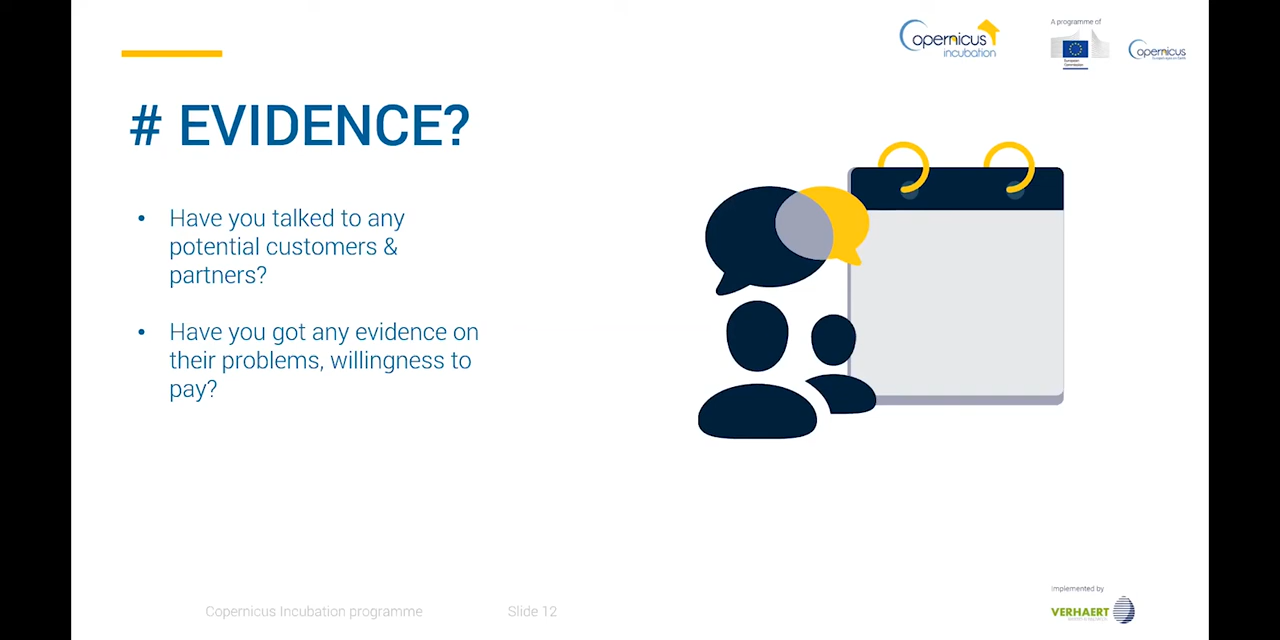 Copernicus
incubation
A programme of
European
Commission
Copernicus
# EVIDENCE?
• Have you talked to any
potential customers &
partners?
• Have you got any evidence on
their problems, willingness to
pay?
Copernicus Incubation programme
Slide 12
Implemented by
VERHAERT